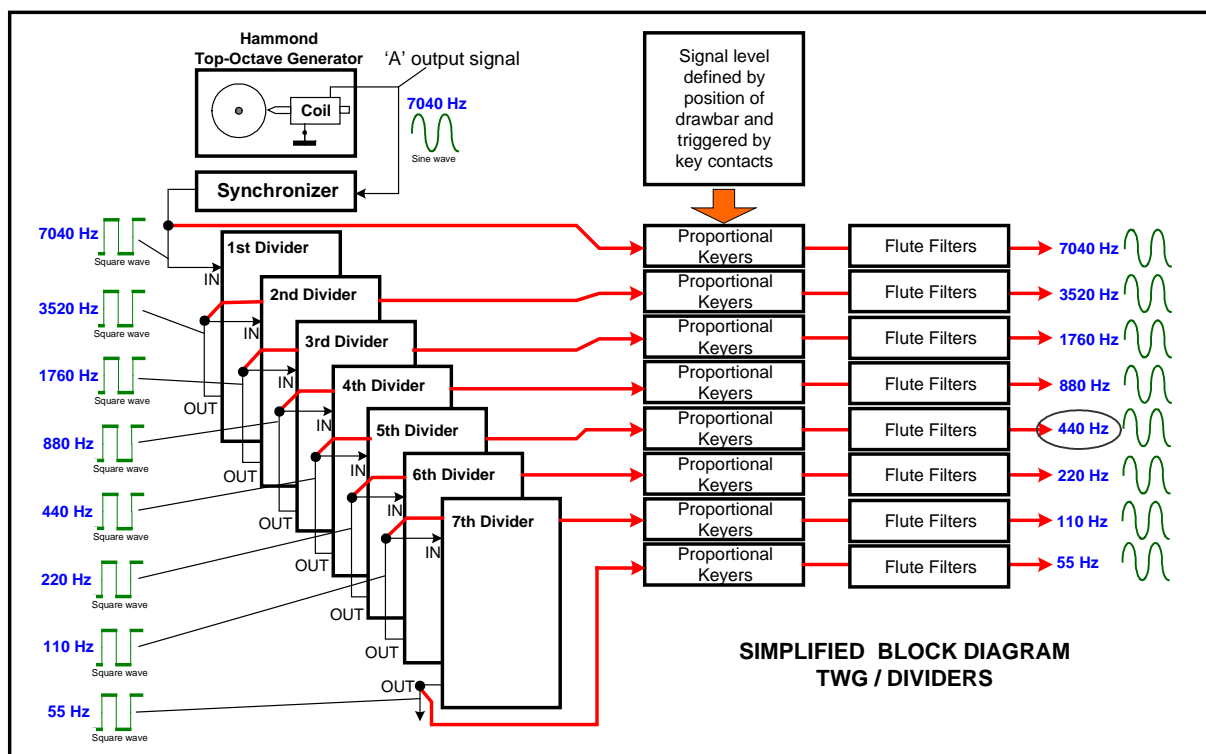 Hammond
Top-Octave Generator
Coil
‘A’ output signal
7040 Hz
Sine wave
Synchronizer
Signal level
defined by
position of
drawbar and
triggered by
key contacts
7040 Hz
Square wave
3520 Hz
Square wave
1760 Hz
Square wave
880 Hz
Square wave
440 Hz
Square wave
220 Hz
Square wave
110 Hz
Square wave
55 Hz
Square wave
1st Divider
IN
OUT
2nd Divider
IN
OUT
3rd Divider
IN
OUT
4th Divider
IN
OUT
5th Divider
IN
OUT
6th Divider
IN
OUT
7th Divider
IN
OUT
Proportional
Keyers
Flute Filters
7040 Hz
Proportional
Keyers
Flute Filters
3520 Hz
Proportional
Keyers
Flute Filters
1760 Hz
Proportional
Keyers
Flute Filters
880 Hz
Proportional
Keyers
Flute Filters
440 Hz
Proportional
Keyers
Flute Filters
220 Hz
Proportional
Keyers
Flute Filters
110 Hz
Proportional
Keyers
Flute Filters
55 Hz
SIMPLIFIED BLOCK DIAGRAM
TWG / DIVIDERS